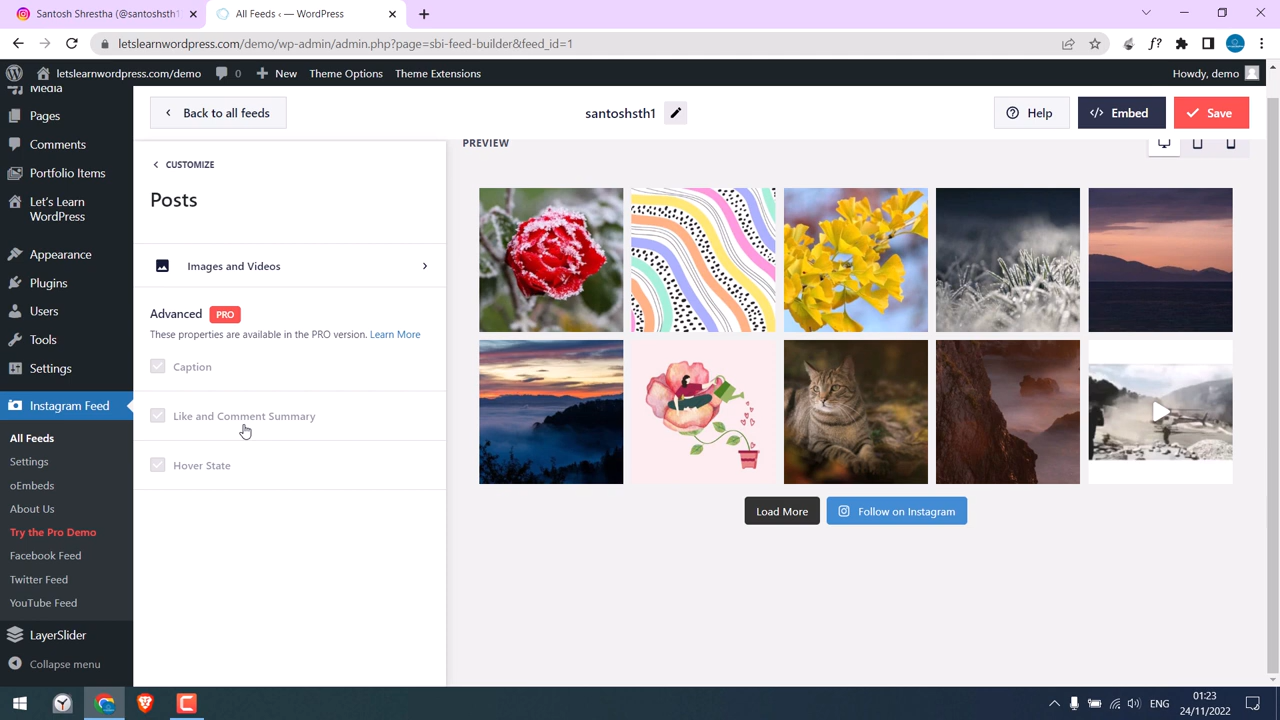 Instagram Shrestha (@santoshsth1
All Feeds ‹ — WordPress
letslearnwordpress.com/demo/wp-admin/admin.php?page=sbi-feed-builder&feed_id=1
letslearnwordpress.com/demo
0
New
Theme Options
Theme Extensions
Howdy, demo
Media
Pages
Comments
Portfolio Items
Let's Learn
WordPress
Appearance
Plugins
Users
Tools
Settings
Instagram Feed
All Feeds
Settings
oEmbeds
About Us
Try the Pro Demo
Facebook Feed
Twitter Feed
YouTube Feed
LayerSlider
Collapse menu
Back to all feeds
santoshsth1
Help
Embed
Save
CUSTOMIZE
Posts
Images and Videos
Advanced PRO
These properties are available in the PRO version. Learn More
Caption
Like and Comment Summary
Hover State
PREVIEW
Load More
Follow on Instagram
ENG
01:23
24/11/2022